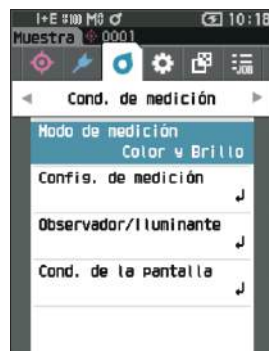 I+E M0 10:18
Muestra 0001
JOB
Cond. de medición
Modo de medición
Color y Brillo
Config. de medición
Observador/Iluminante
Cond. de la pantalla